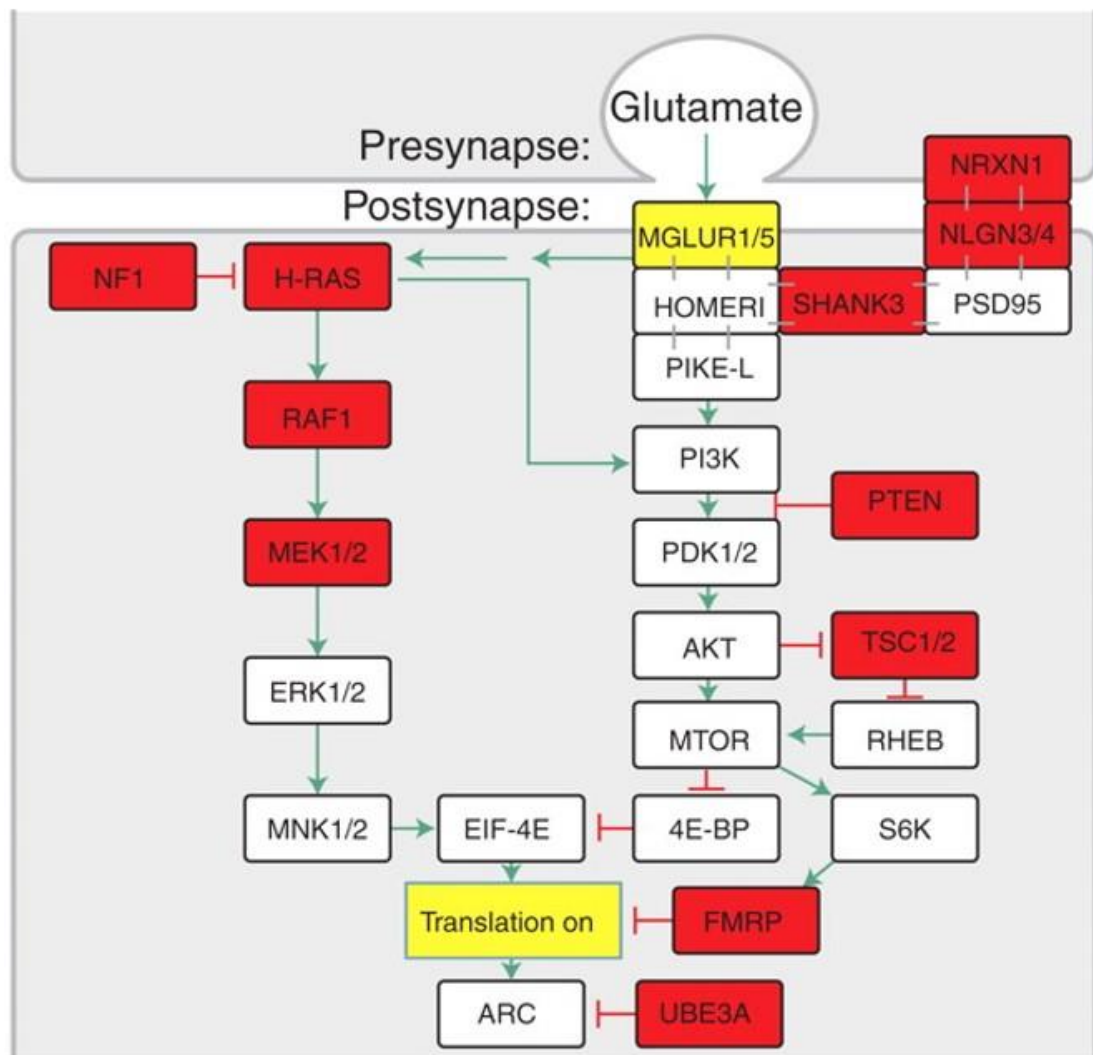 Glutamate
Presynapse:
NRXN1
Postsynapse:
MGLUR1/5
NLGN3/4
NF1
H-RAS
HOMERI
SHANK3
PSD95
PIKE-L
RAF1
PI3K
PTEN
MEK1/2
PDK1/2
AKT
TSC1/2
ERK1/2
MTOR
RHEB
MNK1/2
EIF-4E
4E-BP
S6K
Translation on
FMRP
ARC
UBE3A